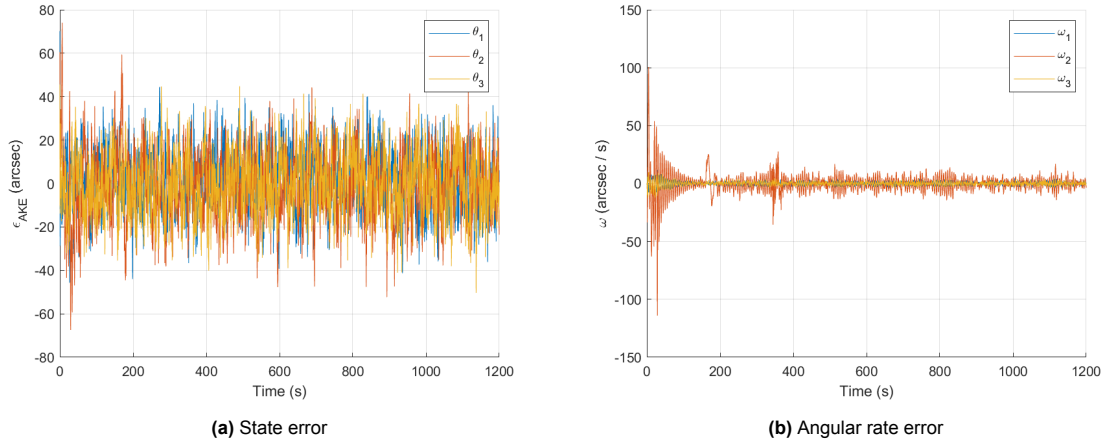 80
60
40
20
0
-20
-40
-60
-80
ϵAKE (arcsec)
0 200 400 600 800 1000 1200
Time (s)
θ1
θ2
θ3
(a) State error
150
100
50
0
-50
-100
-150
ω (arcsec / s)
0 200 400 600 800 1000 1200
Time (s)
ω1
ω2
ω3
(b) Angular rate error